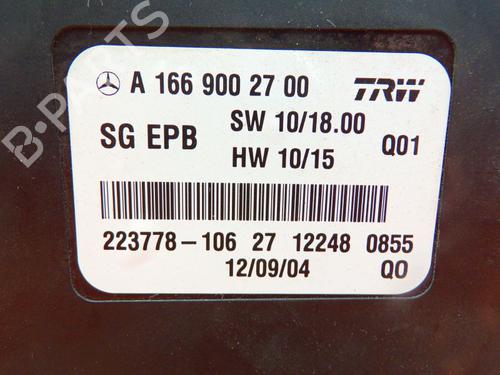 A 166 900 27 00 TRW
SG EPB SW 10/18.00 Q01
HW 10/15
223778-106 27 12248 0855
12/09/04 QO
B-PARTS